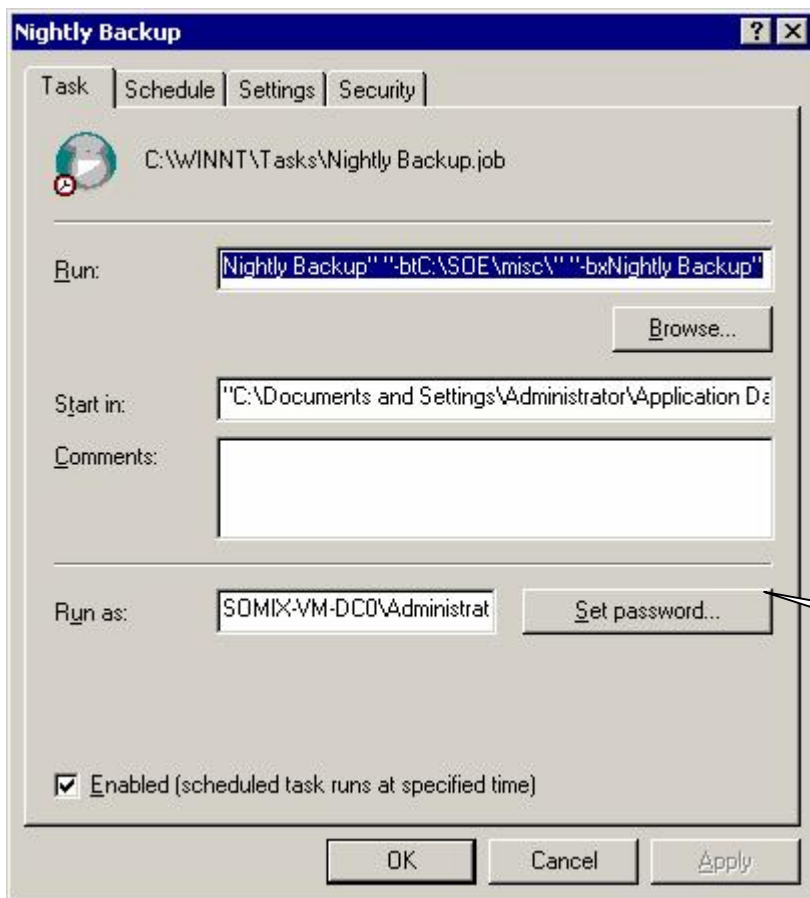 Nightly Backup
Task Schedule Settings Security
C:\WINNT\Tasks\Nightly Backup.job
Run: Nightly Backup" "-btC:\SOE\misc\" "-bxNightly Backup"
Browse...
Start in: "C:\Documents and Settings\Administrator\Application Da
Comments:
Run as: SOMIX-VM-DC0\Administrat Set password...
Enabled (scheduled task runs at specified time)
OK Cancel Apply